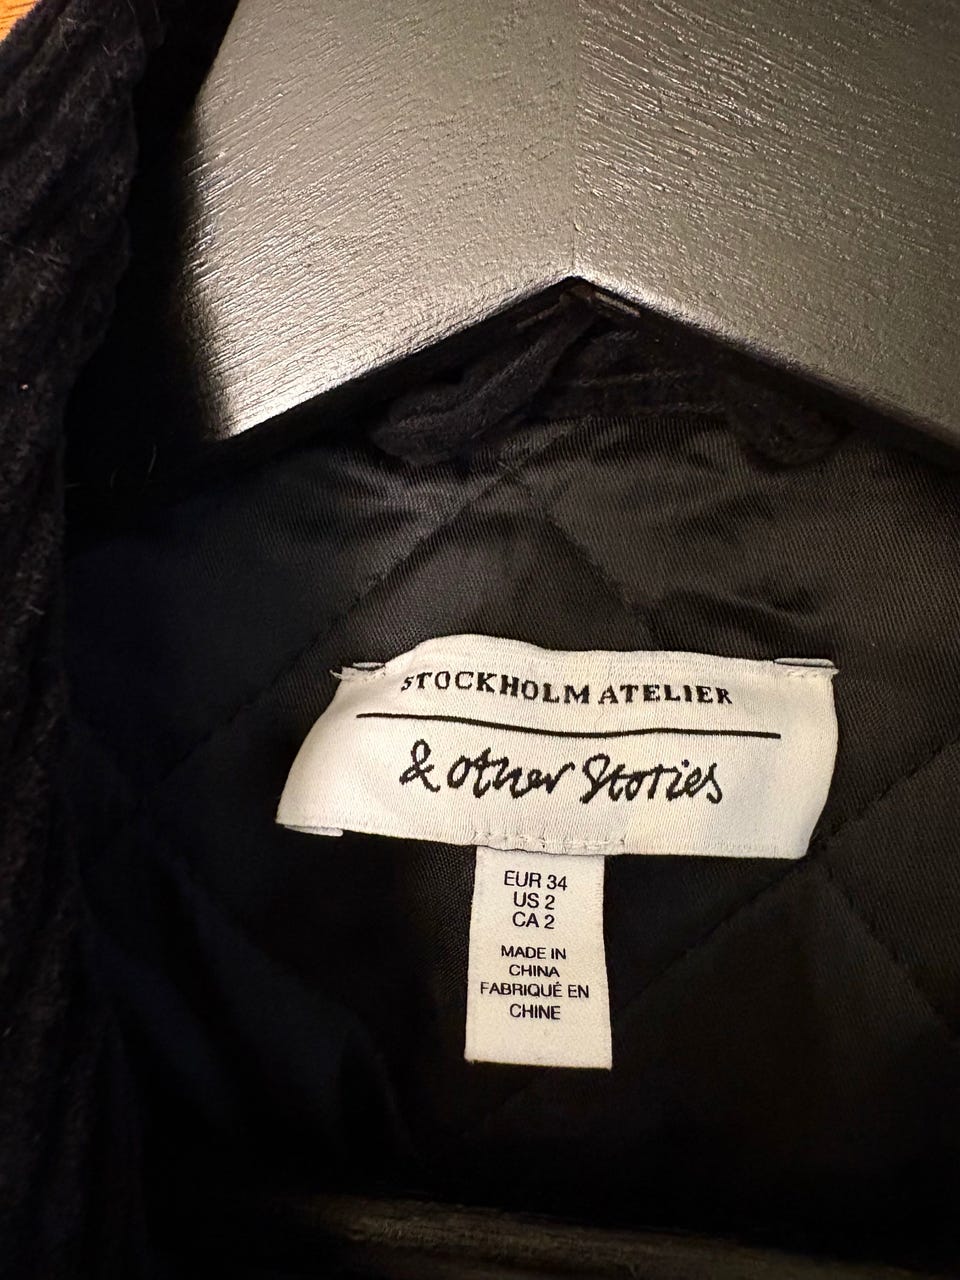 STOCKHOLM ATELIER
& other Stories
EUR 34
US 2
CA 2
MADE IN
CHINA
FABRIQUÉ EN
CHINE